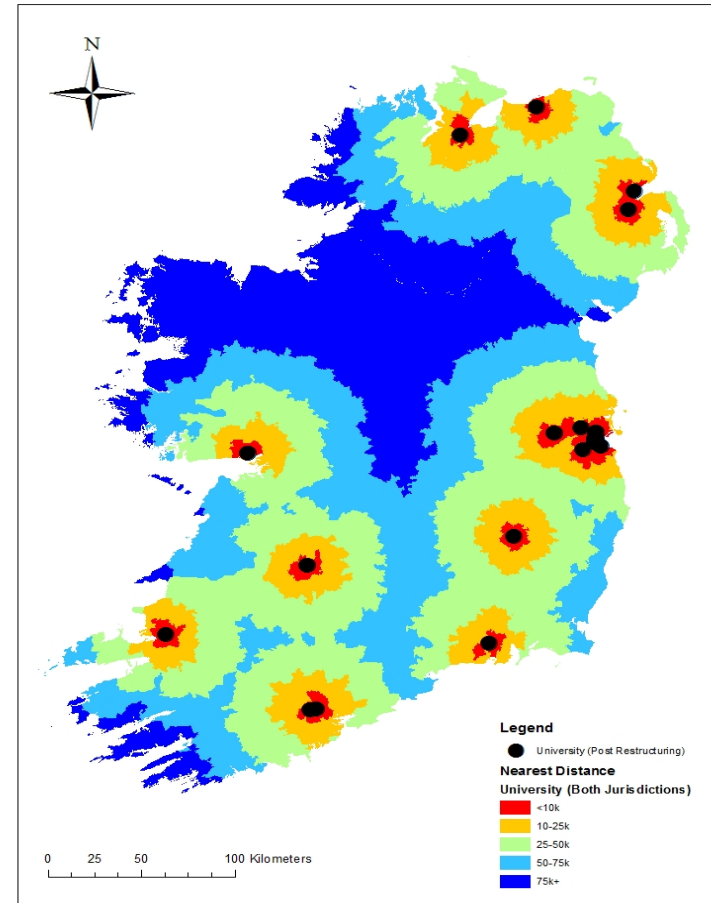 N
Legend
University (Post Restructuring)
Nearest Distance
University (Both Jurisdictions)
<10k
10-25k
25-50k
50-75k
75k+
0 25 50 100 Kilometers